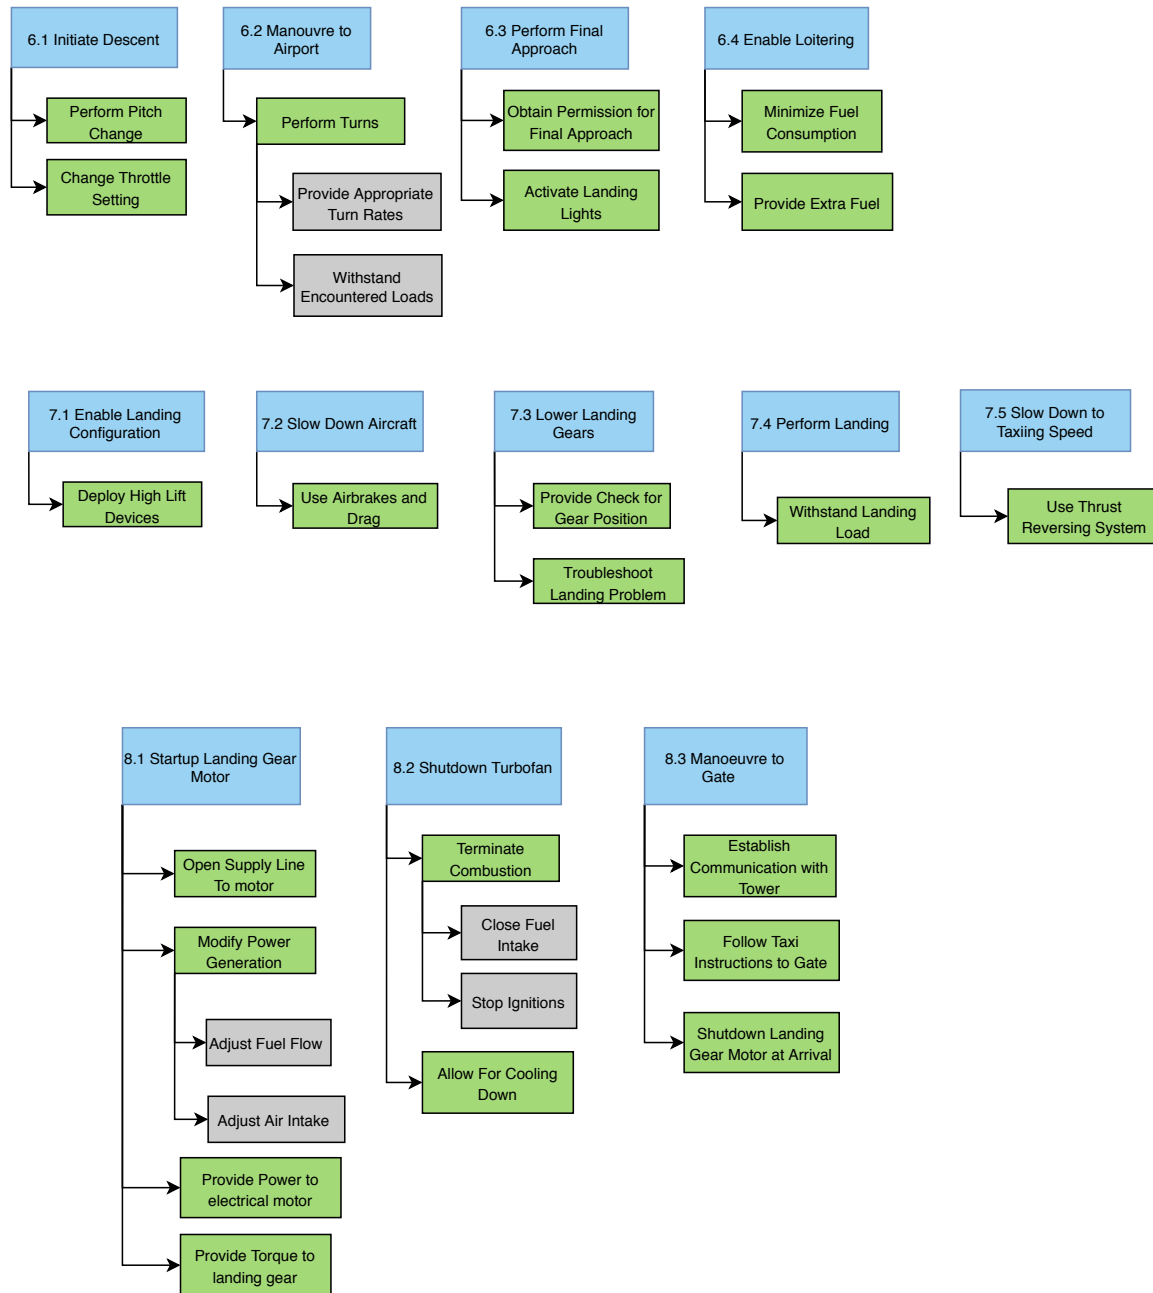 6.1 Initiate Descent
Perform Pitch
Change
Change Throttle
Setting
6.2 Manouvre to
Airport
Perform Turns
Provide Appropriate
Turn Rates
Withstand
Encountered Loads
6.3 Perform Final
Approach
Obtain Permission for
Final Approach
Activate Landing
Lights
6.4 Enable Loitering
Minimize Fuel
Consumption
Provide Extra Fuel
7.1 Enable Landing
Configuration
Deploy High Lift
Devices
7.2 Slow Down Aircraft
Use Airbrakes and
Drag
7.3 Lower Landing
Gears
Provide Check for
Gear Position
Troubleshoot
Landing Problem
7.4 Perform Landing
Withstand Landing
Load
7.5 Slow Down to
Taxiing Speed
Use Thrust
Reversing System
8.1 Startup Landing Gear
Motor
Open Supply Line
To motor
Modify Power
Generation
Adjust Fuel Flow
Adjust Air Intake
Provide Power to
electrical motor
Provide Torque to
landing gear
8.2 Shutdown Turbofan
Terminate
Combustion
Close Fuel
Intake
Stop Ignitions
Allow For Cooling
Down
8.3 Manoeuvre to
Gate
Establish
Communication with
Tower
Follow Taxi
Instructions to Gate
Shutdown Landing
Gear Motor at Arrival